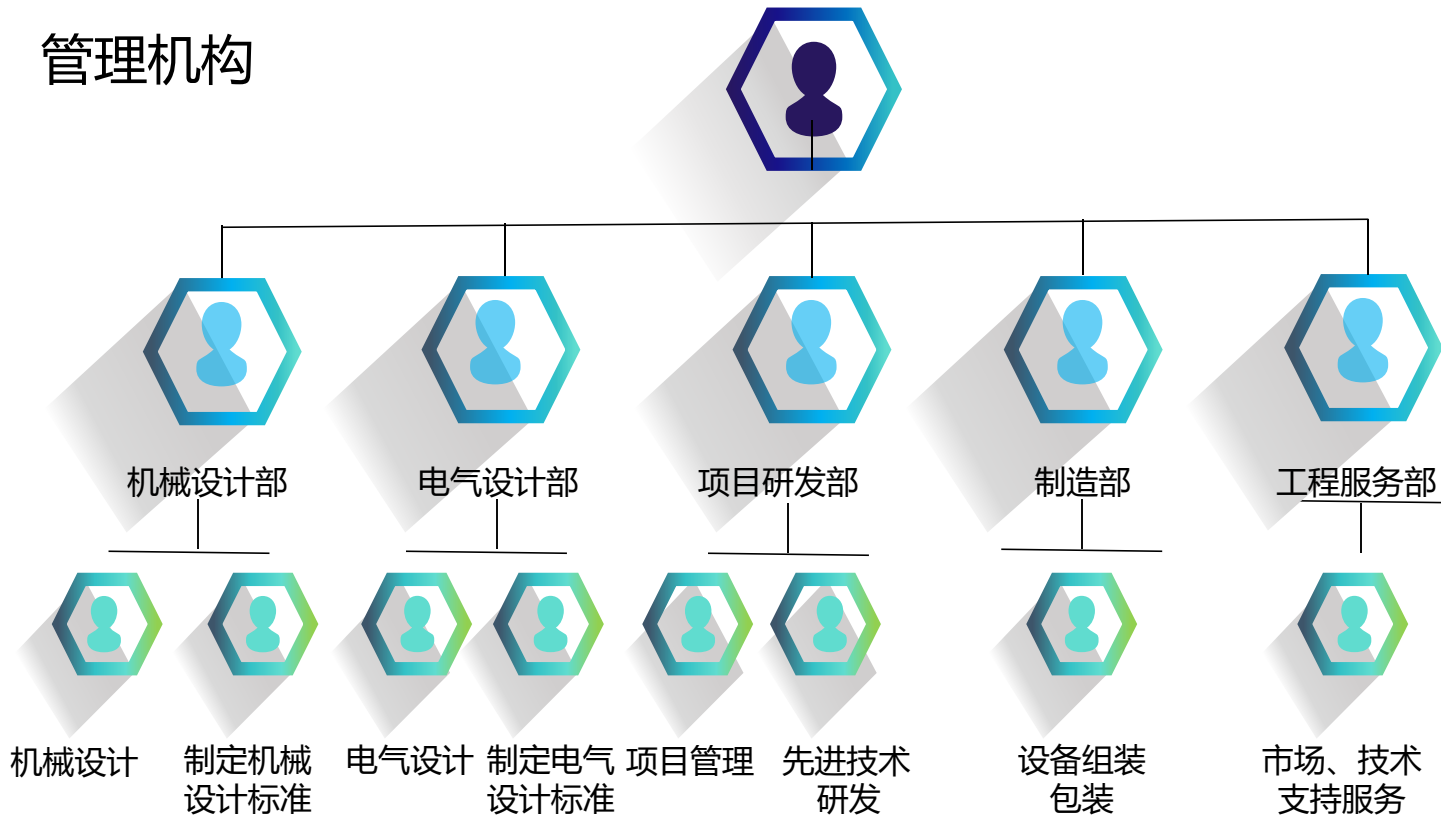 管理机构
机械设计部
电气设计部
项目研发部
制造部
工程服务部
机械设计
制定机械
设计标准
电气设计
制定电气
设计标准
项目管理
先进技术
研发
设备组装
包装
市场、技术
支持服务